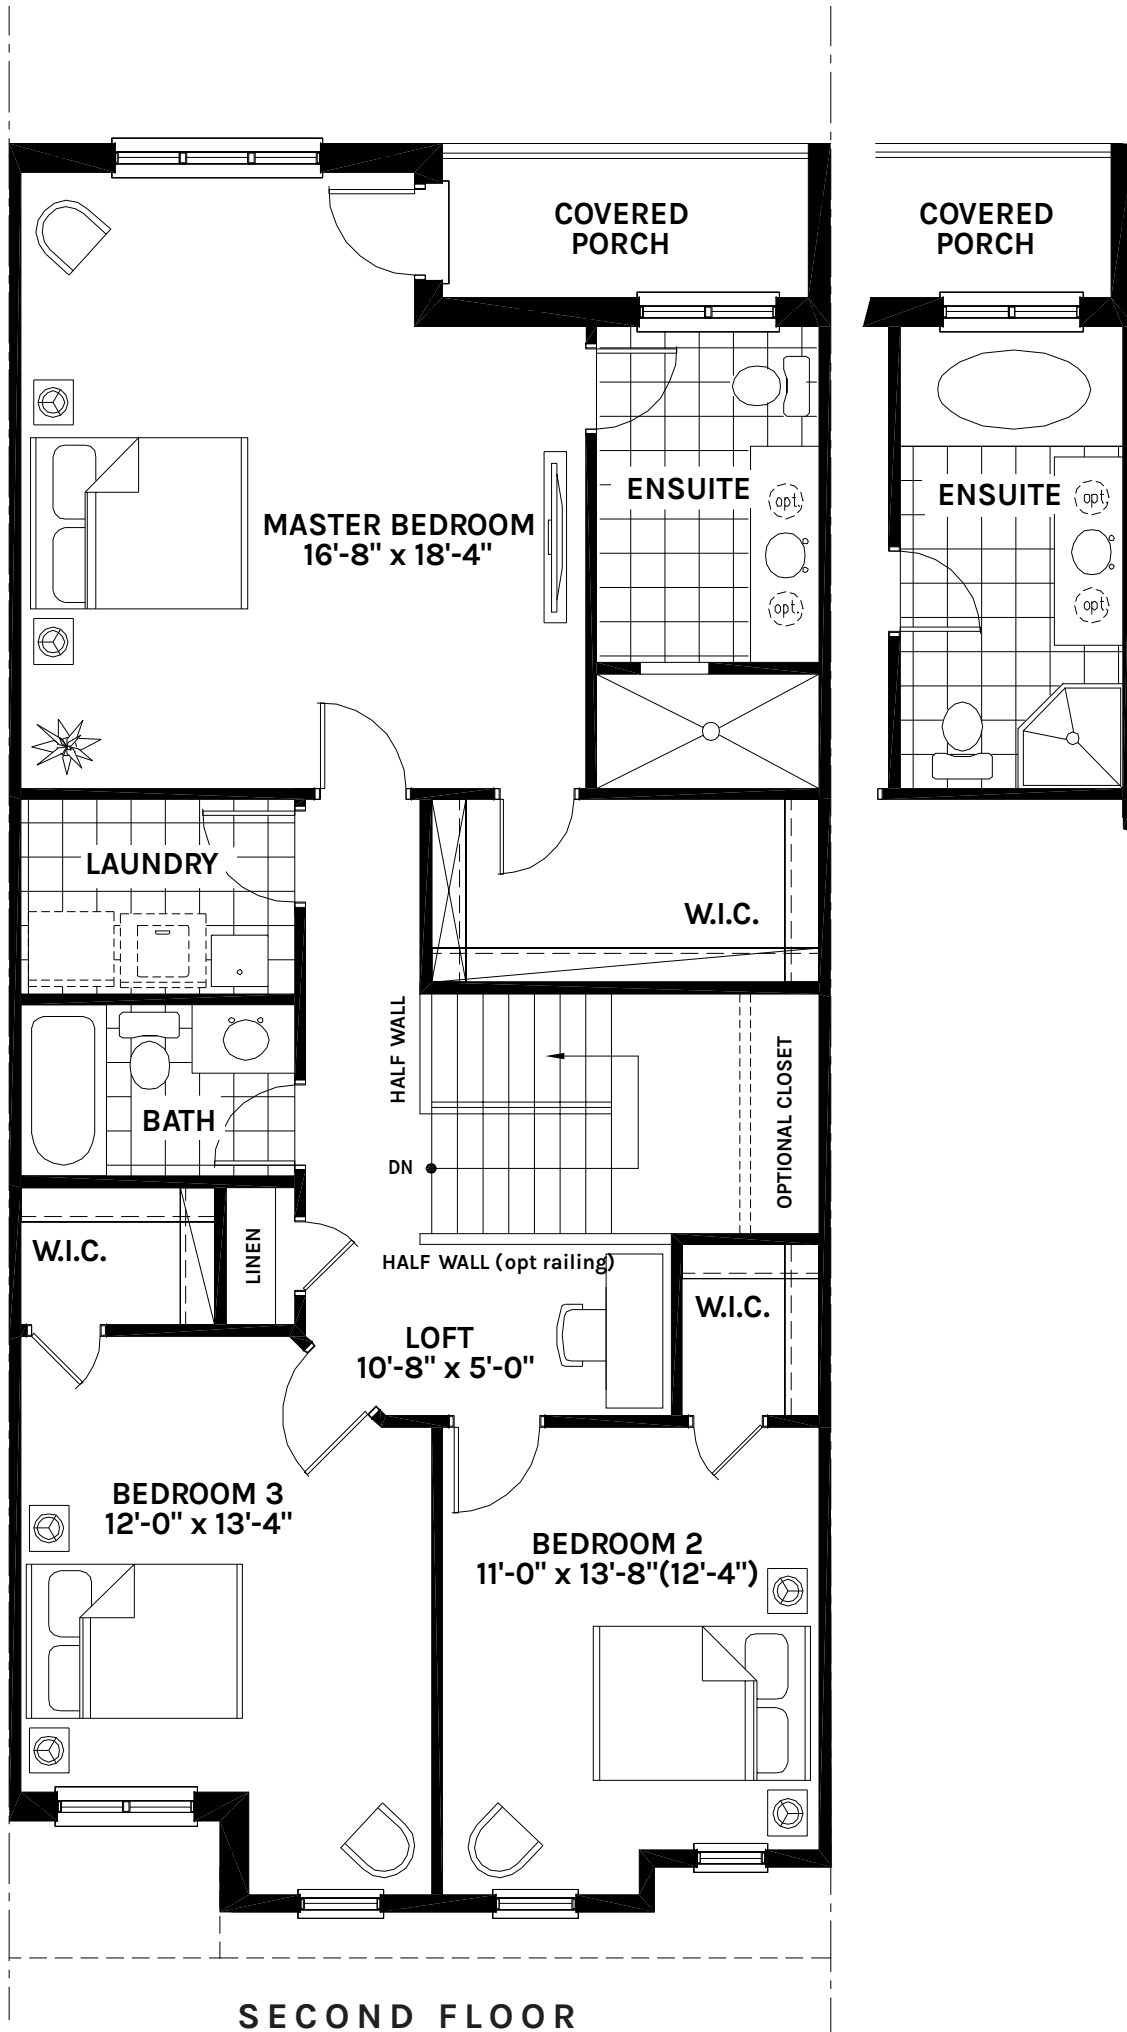 COVERED
PORCH
COVERED
PORCH
ENSUITE
opt.
opt.
ENSUITE
opt
opt
MASTER BEDROOM
16'-8" x 18'-4"
LAUNDRY
W.I.C.
HALF WALL
OPTIONAL CLOSET
BATH
DN
W.I.C.
LINEN
HALF WALL (opt railing)
W.I.C.
LOFT
10'-8" x 5'-0"
BEDROOM 3
12'-0" x 13'-4"
BEDROOM 2
11'-0" x 13'-8"(12'-4")
SECOND FLOOR